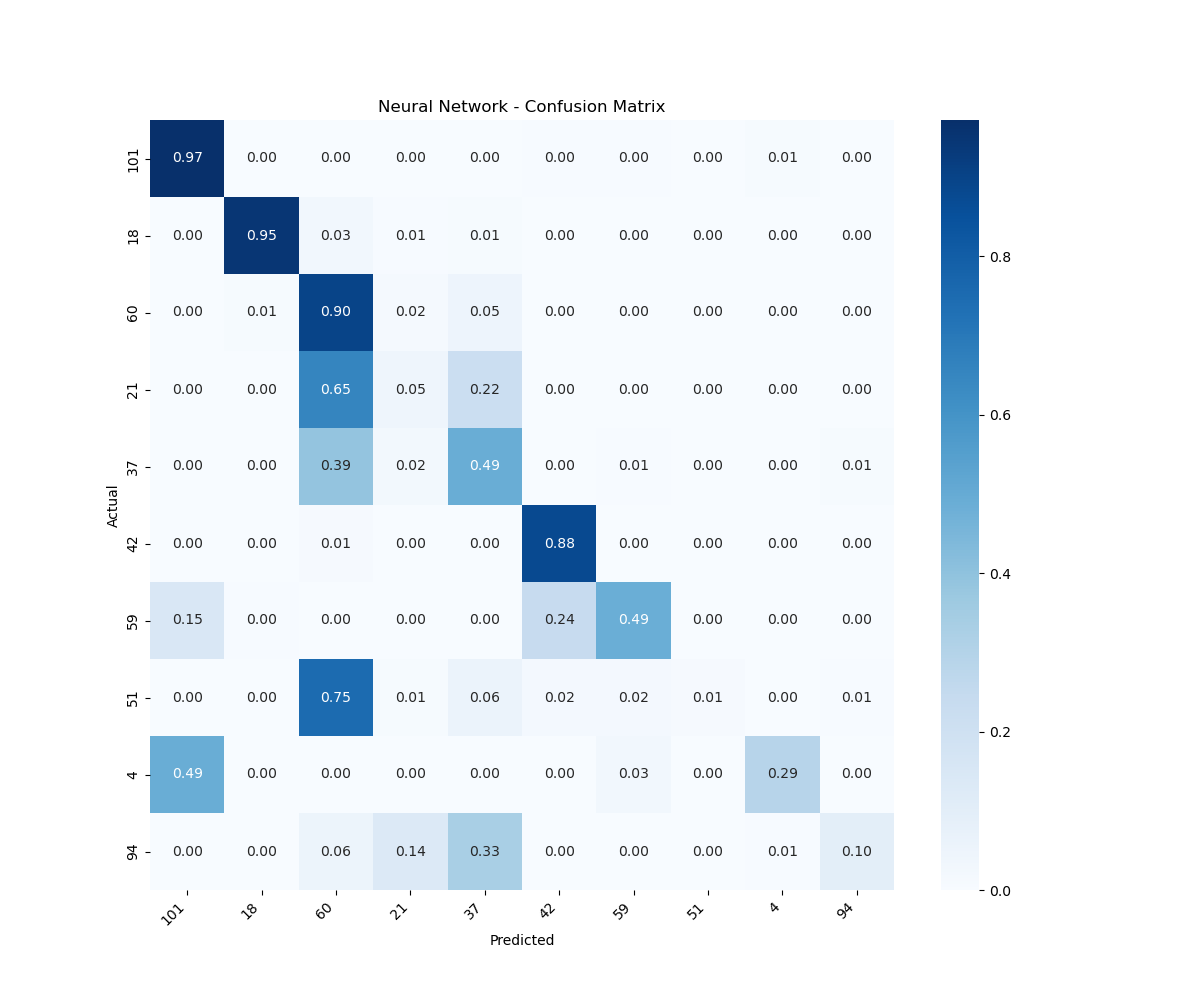 Neural Network - Confusion Matrix
101 0.97 0.00 0.00 0.00 0.00 0.00 0.00 0.00 0.01 0.00
18 0.00 0.95 0.03 0.01 0.01 0.00 0.00 0.00 0.00 0.00
60 0.00 0.01 0.90 0.02 0.05 0.00 0.00 0.00 0.00 0.00
21 0.00 0.00 0.65 0.05 0.22 0.00 0.00 0.00 0.00 0.00
37 0.00 0.00 0.39 0.02 0.49 0.00 0.01 0.00 0.00 0.01
Actual
42 0.00 0.00 0.01 0.00 0.00 0.88 0.00 0.00 0.00 0.00
59 0.15 0.00 0.00 0.00 0.00 0.24 0.49 0.00 0.00 0.00
51 0.00 0.00 0.75 0.01 0.06 0.02 0.02 0.01 0.00 0.01
4 0.49 0.00 0.00 0.00 0.00 0.00 0.03 0.00 0.29 0.00
94 0.00 0.00 0.06 0.14 0.33 0.00 0.00 0.00 0.01 0.10
101 18 60 21 37 42 59 51 4 94
Predicted
0.8
0.6
0.4
0.2
0.0